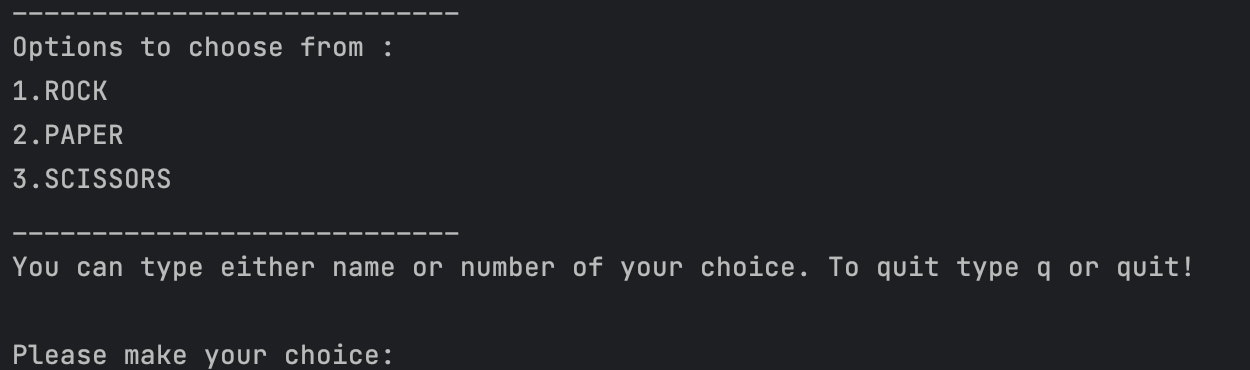 ----------------------------
Options to choose from :
1.ROCK
2.PAPER
3.SCISSORS
----------------------------
You can type either name or number of your choice. To quit type q or quit!
Please make your choice: